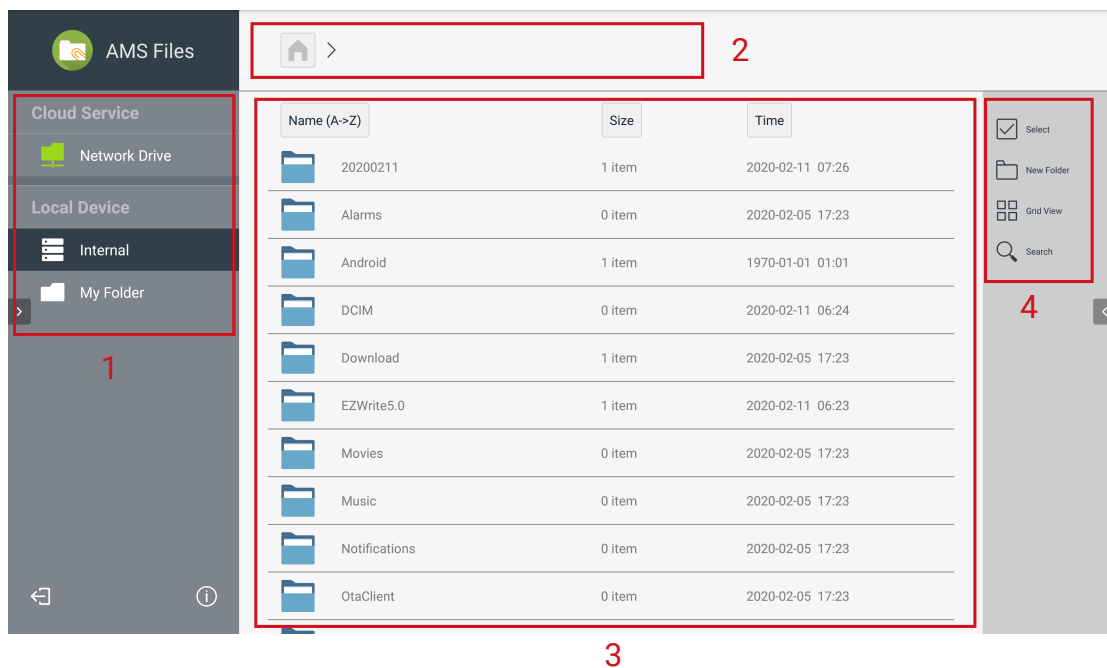 AMS Files
>
2
Cloud Service
Network Drive
Local Device
Internal
My Folder
1
Name (A->Z) Size Time
20200211 1 item 2020-02-11 07:26
Alarms 0 item 2020-02-05 17:23
Android 1 item 1970-01-01 01:01
DCIM 0 item 2020-02-11 06:24
Download 1 item 2020-02-05 17:23
EZWrite5.0 1 item 2020-02-11 06:23
Movies 0 item 2020-02-05 17:23
Music 0 item 2020-02-05 17:23
Notifications 0 item 2020-02-05 17:23
OtaClient 0 item 2020-02-05 17:23
3
Select
New Folder
Grid View
Search
4